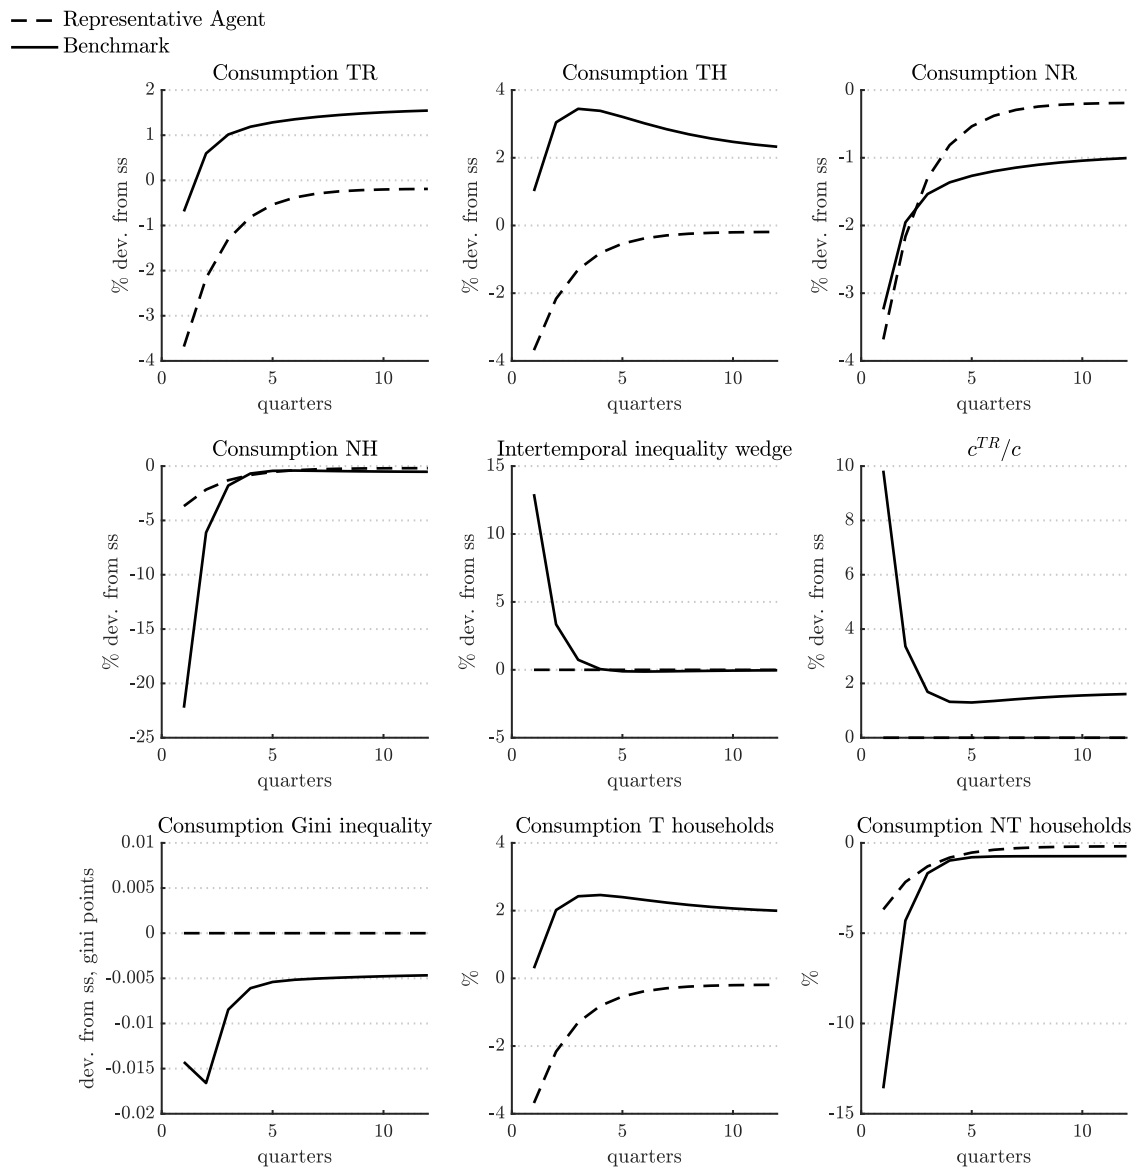 Representative Agent
Benchmark
Consumption TR
2
1
0
-1
-2
-3
-4
% dev. from ss
0
5
10
quarters
Consumption TH
4
2
0
-2
-4
% dev. from ss
0
5
10
quarters
Consumption NR
0
-1
-2
-3
-4
% dev. from ss
0
5
10
quarters
Consumption NH
0
-5
-10
-15
-20
-25
% dev. from ss
0
5
10
quarters
Intertemporal inequality wedge
15
10
5
0
-5
% dev. from ss
0
5
10
quarters
c^{TR}/c
10
8
6
4
2
0
% dev. from ss
0
5
10
quarters
Consumption Gini inequality
0.01
0.005
0
-0.005
-0.01
-0.015
-0.02
dev. from ss, gini points
0
5
10
quarters
Consumption T households
4
2
0
-2
-4
%
0
5
10
quarters
Consumption NT households
0
-5
-10
-15
%
0
5
10
quarters